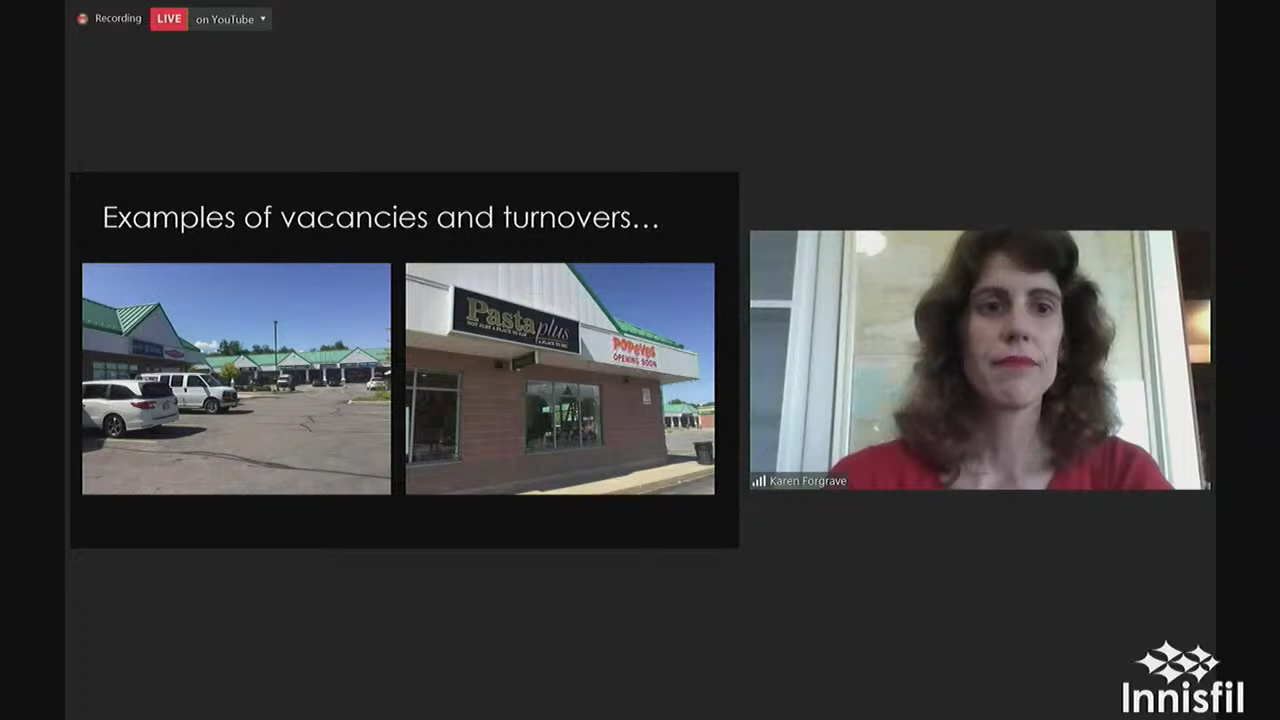 Recording
LIVE
on YouTube
Examples of vacancies and turnovers...
Pasta plus
POPEYES
OPENING SOON
Karen Forgrave
Innisfil